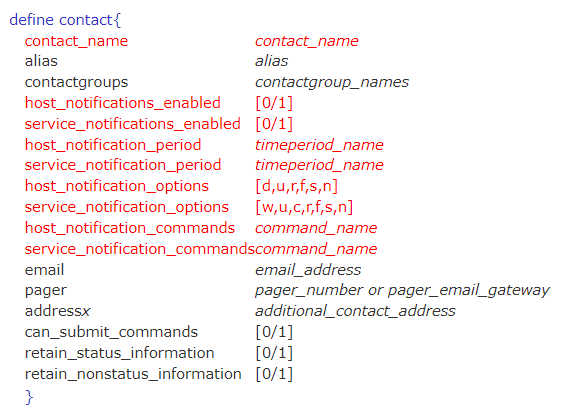 define contact{
contact_name contact_name
alias alias
contactgroups contactgroup_names
host_notifications_enabled [0/1]
service_notifications_enabled [0/1]
host_notification_period timeperiod_name
service_notification_period timeperiod_name
host_notification_options [d,u,r,f,s,n]
service_notification_options [w,u,c,r,f,s,n]
host_notification_commands command_name
service_notification_commandscommand_name
email email_address
pager pager_number or pager_email_gateway
addressx additional_contact_address
can_submit_commands [0/1]
retain_status_information [0/1]
retain_nonstatus_information [0/1]
}